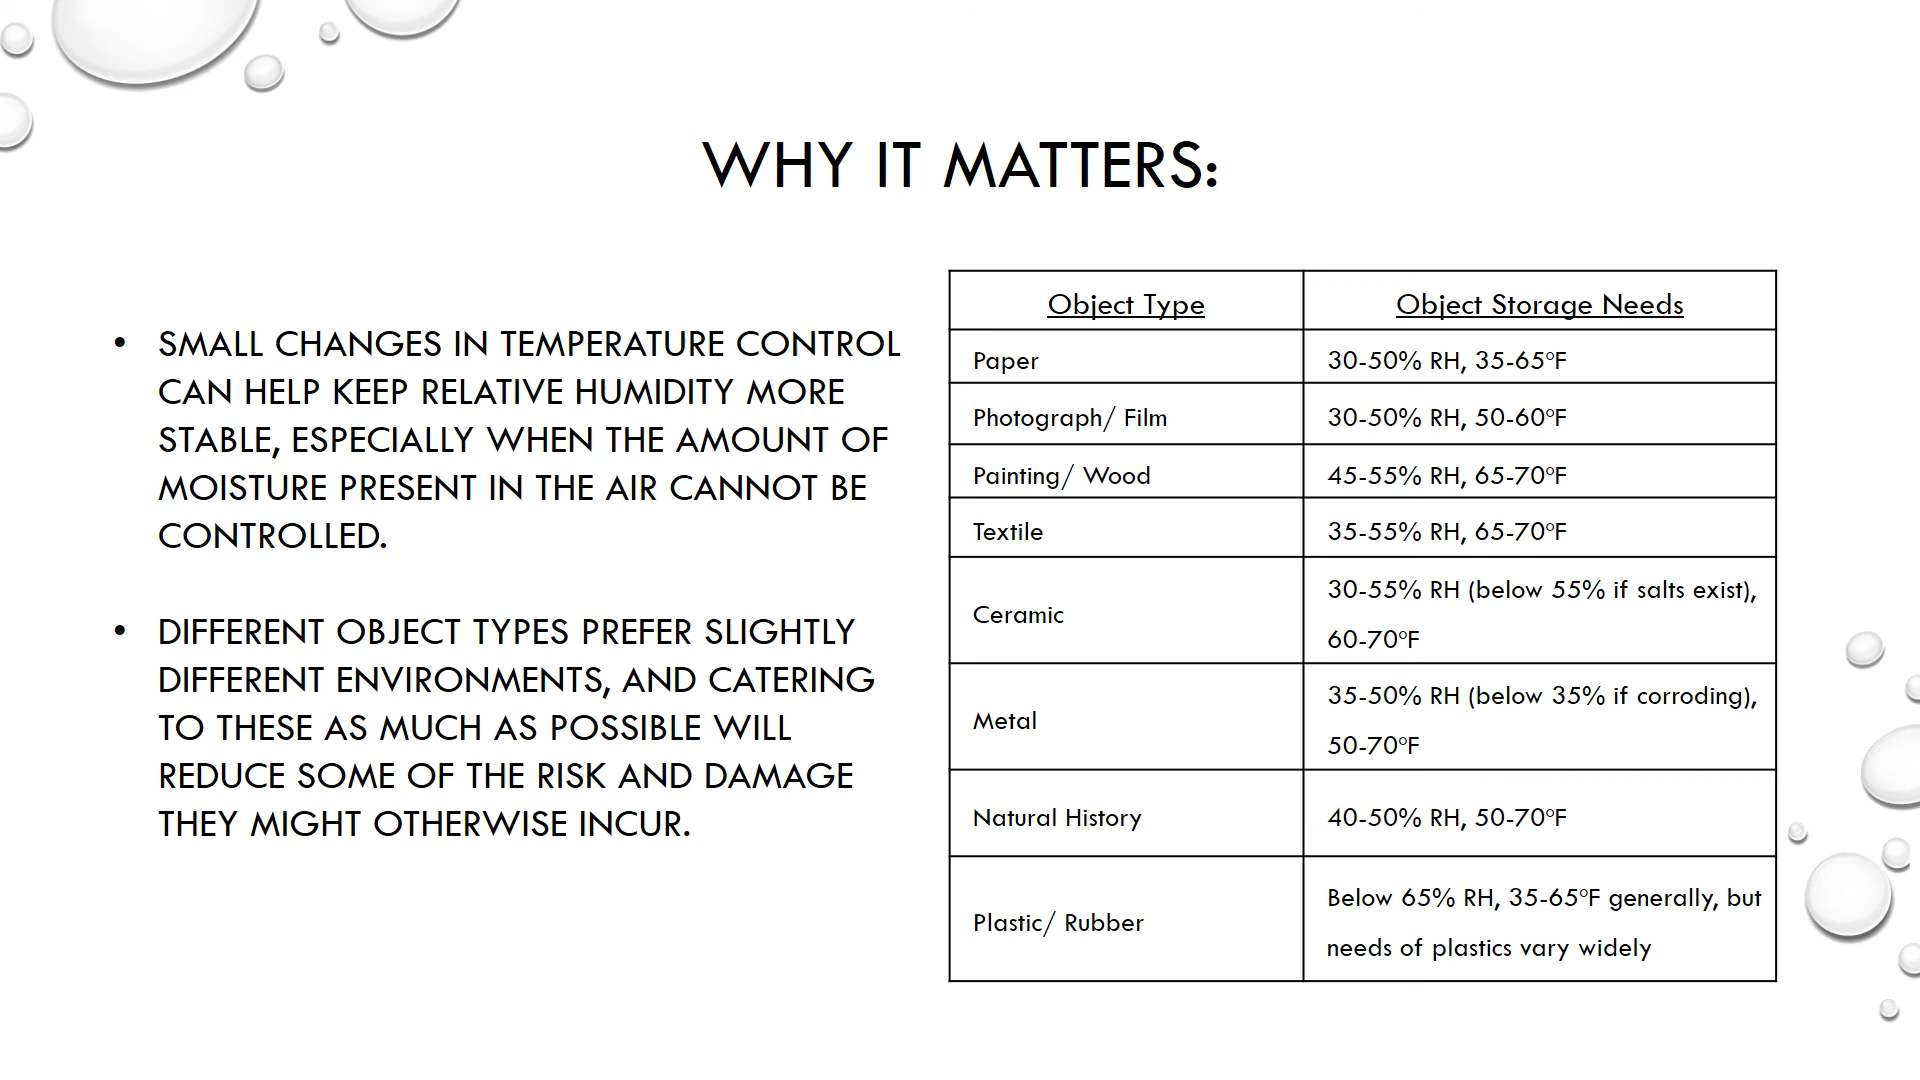 WHY IT MATTERS:
• SMALL CHANGES IN TEMPERATURE CONTROL
CAN HELP KEEP RELATIVE HUMIDITY MORE
STABLE, ESPECIALLY WHEN THE AMOUNT OF
MOISTURE PRESENT IN THE AIR CANNOT BE
CONTROLLED.
• DIFFERENT OBJECT TYPES PREFER SLIGHTLY
DIFFERENT ENVIRONMENTS, AND CATERING
TO THESE AS MUCH AS POSSIBLE WILL
REDUCE SOME OF THE RISK AND DAMAGE
THEY MIGHT OTHERWISE INCUR.
Object Type Object Storage Needs
Paper 30-50% RH, 35-65°F
Photograph/ Film 30-50% RH, 50-60°F
Painting/ Wood 45-55% RH, 65-70°F
Textile 35-55% RH, 65-70°F
Ceramic 30-55% RH (below 55% if salts exist),
60-70°F
Metal 35-50% RH (below 35% if corroding),
50-70°F
Natural History 40-50% RH, 50-70°F
Plastic/ Rubber Below 65% RH, 35-65°F generally, but
needs of plastics vary widely